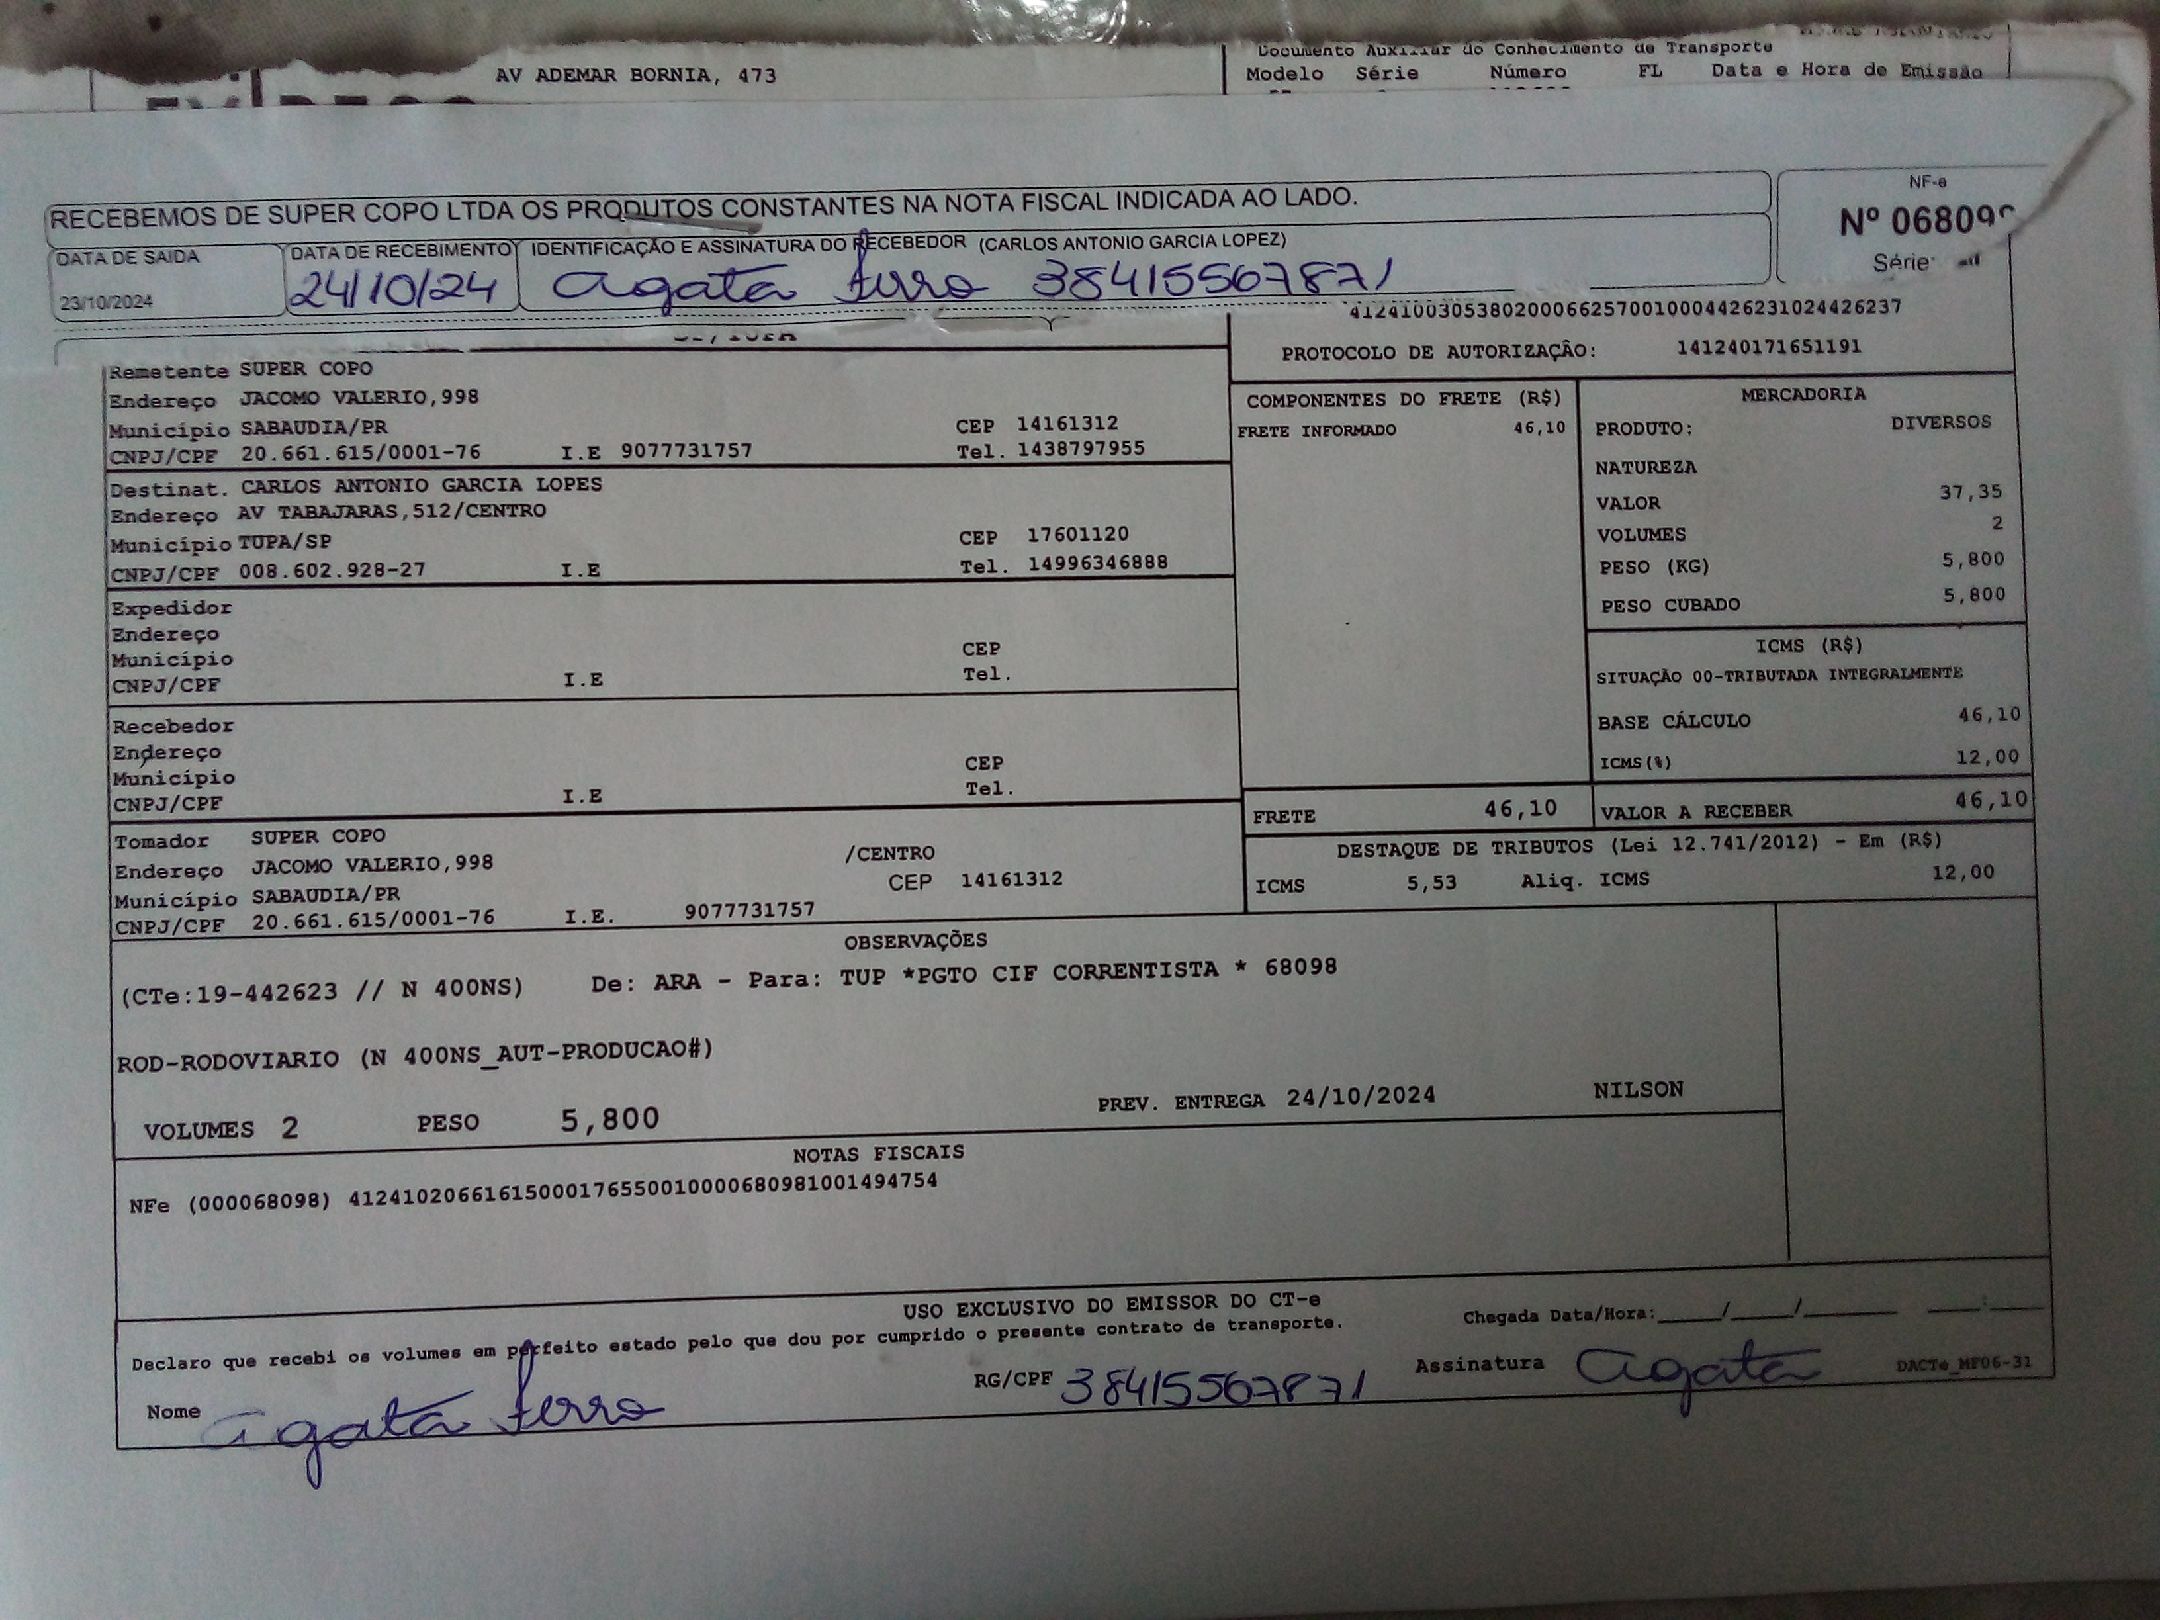 AV ADEMAR BORNIA, 473
Documento Auxiliar do Conhecimento de Transporte
Modelo Série Número FL Data e Hora de Emissão
NF-e
RECEBEMOS DE SUPER COPO LTDA OS PRODUTOS CONSTANTES NA NOTA FISCAL INDICADA AO LADO.
Nº 06809
Série
DATA DE SAIDA DATA DE RECEBIMENTO IDENTIFICAÇÃO E ASSINATURA DO RECEBEDOR (CARLOS ANTONIO GARCIA LOPEZ)
23/10/2024 24/10/24 Agata Ferro 38415567871
41241003053802000662570010004426231024426237
PROTOCOLO DE AUTORIZAÇÃO: 141240171651191
Remetente SUPER COPO
Endereço JACOMO VALERIO,998
Município SABAUDIA/PR CEP 14161312
CNPJ/CPF 20.661.615/0001-76 I.E 9077731757 Tel. 1438797955
Destinat. CARLOS ANTONIO GARCIA LOPES
Endereço AV TABAJARAS,512/CENTRO
Município TUPA/SP CEP 17601120
CNPJ/CPF 008.602.928-27 I.E Tel. 14996346888
Expedidor
Endereço
Município CEP
CNPJ/CPF I.E Tel.
Recebedor
Endereço
Município CEP
CNPJ/CPF I.E Tel.
Tomador SUPER COPO
Endereço JACOMO VALERIO,998 /CENTRO
Município SABAUDIA/PR CEP 14161312
CNPJ/CPF 20.661.615/0001-76 I.E. 9077731757
COMPONENTES DO FRETE (R$)
FRETE INFORMADO 46,10
MERCADORIA
PRODUTO: DIVERSOS
NATUREZA
VALOR 37,35
VOLUMES 2
PESO (KG) 5,800
PESO CUBADO 5,800
ICMS (R$)
SITUAÇÃO 00-TRIBUTADA INTEGRALMENTE
BASE CÁLCULO 46,10
ICMS(%) 12,00
FRETE 46,10 VALOR A RECEBER 46,10
DESTAQUE DE TRIBUTOS (Lei 12.741/2012) - Em (R$)
ICMS 5,53 Aliq. ICMS 12,00
OBSERVAÇÕES
(CTe:19-442623 // N 400NS) De: ARA - Para: TUP *PGTO CIF CORRENTISTA * 68098
ROD-RODOVIARIO (N 400NS_AUT-PRODUCAO#)
VOLUMES 2 PESO 5,800 PREV. ENTREGA 24/10/2024 NILSON
NOTAS FISCAIS
NFe (000068098) 41241020661615000176550010000680981001494754
USO EXCLUSIVO DO EMISSOR DO CT-e
Declaro que recebi os volumes em perfeito estado pelo que dou por cumprido o presente contrato de transporte. Chegada Data/Hora:____/____/______ ____:____
Nome Agata Ferro RG/CPF 38415567871 Assinatura Agata DACTe_MF06-31